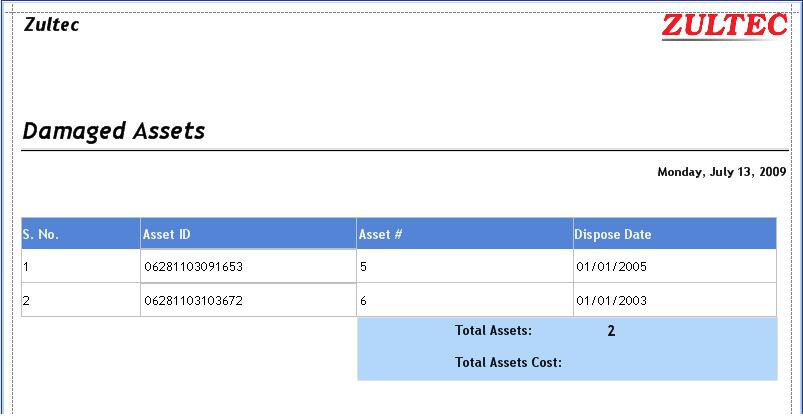 Zultec ZULTEC
Damaged Assets
Monday, July 13, 2009
S. No. Asset ID Asset # Dispose Date
1 06281103091653 5 01/01/2005
2 06281103103672 6 01/01/2003
Total Assets: 2
Total Assets Cost: